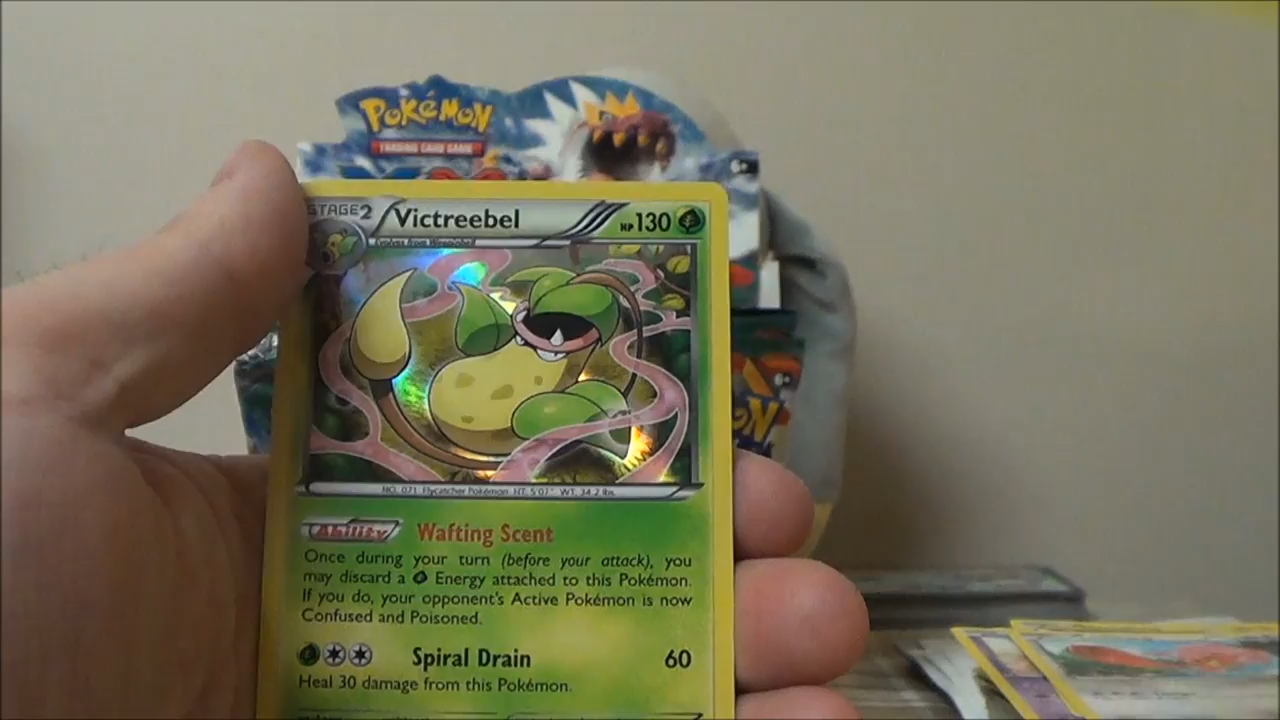 POKéMON
TRADING CARD GAME
STAGE2
Victreebel
HP130
Evolves from Weepinbell
NO. 071 Flycatcher Pokémon HT. 5'07" WT. 34.2 lbs.
Ability Wafting Scent
Once during your turn (before your attack), you
may discard a Energy attached to this Pokémon.
If you do, your opponent's Active Pokémon is now
Confused and Poisoned.
Spiral Drain 60
Heal 30 damage from this Pokémon.